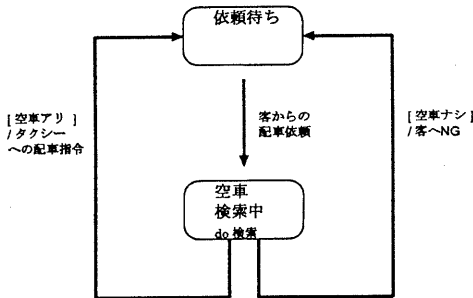 依頼待ち
[ 空車アリ ]
/ タクシー
への配車指令
客からの
配車依頼
[ 空車ナシ ]
/ 客へNG
空車
検索中
do 検索